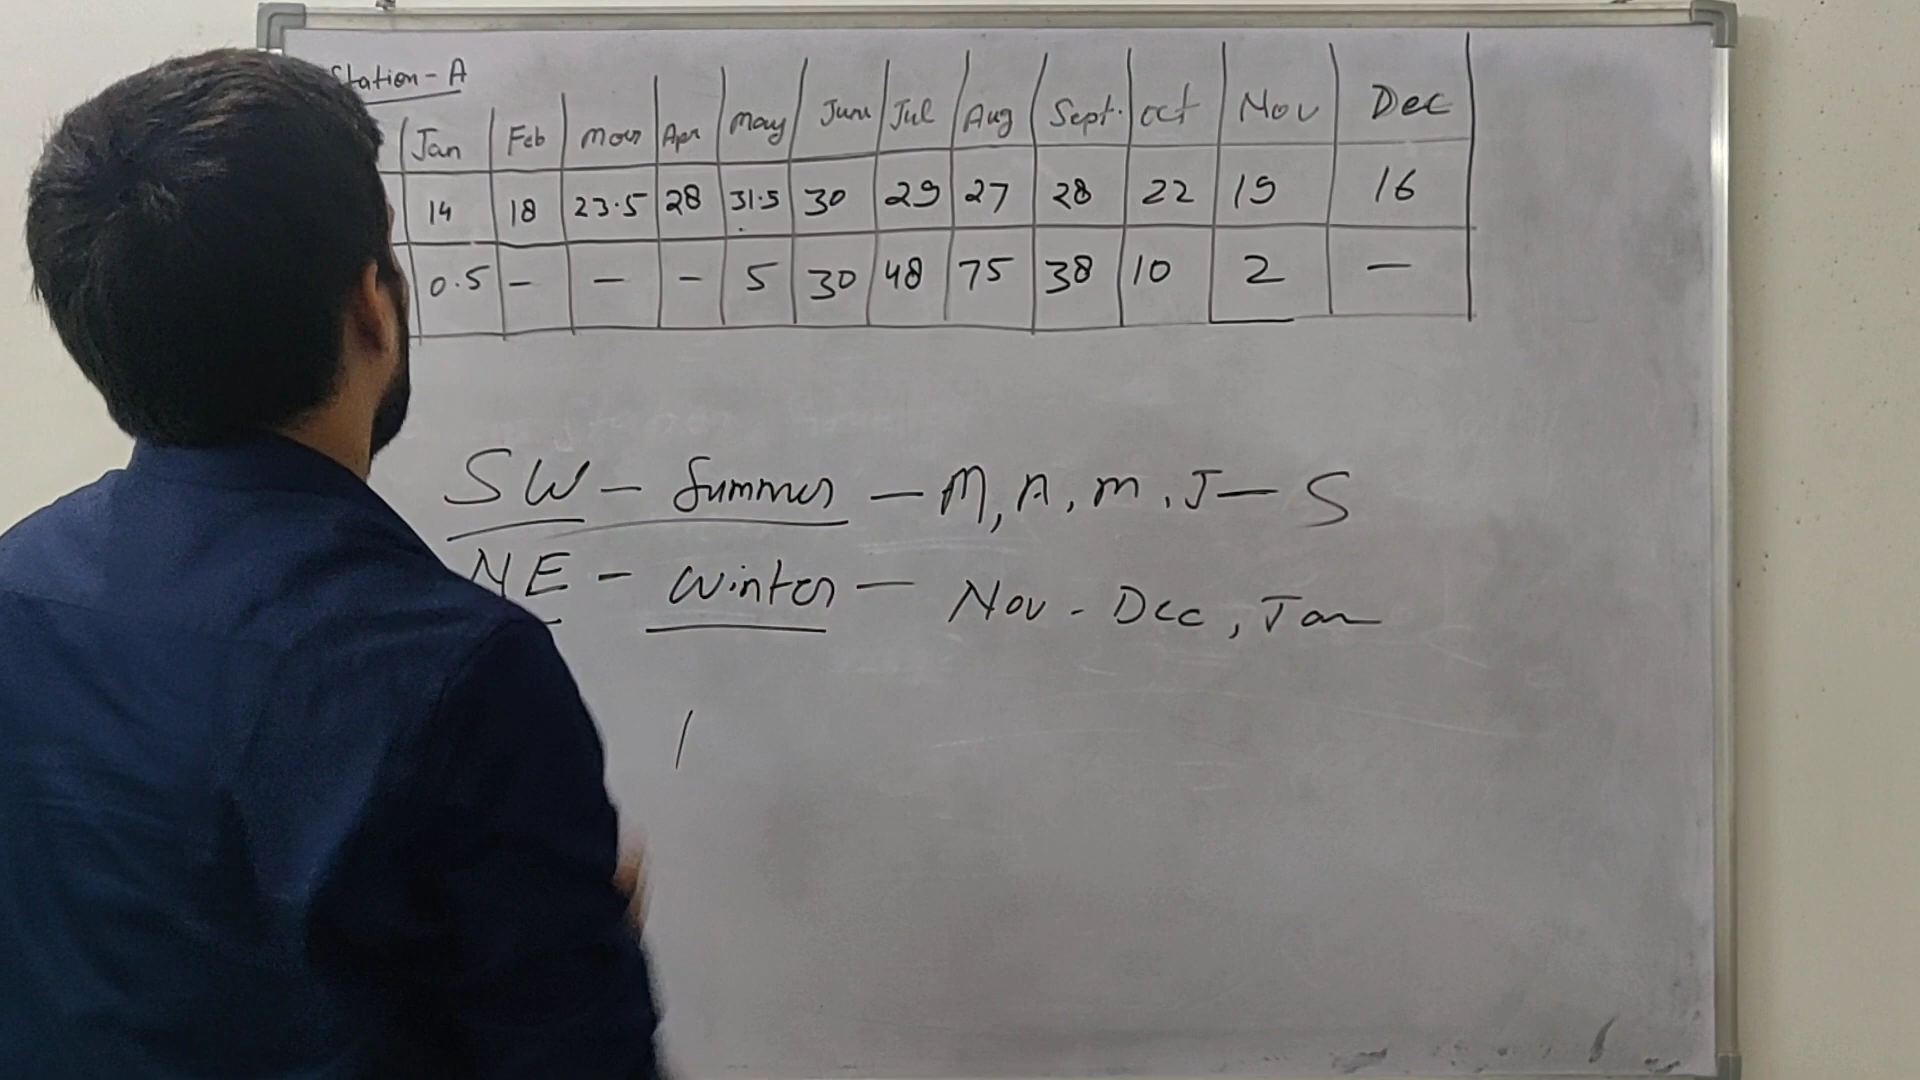 Station - A
Jan Feb Mar Apr May June Jul Aug Sept. Oct Nov Dec
14 18 23.5 28 31.5 30 29 27 28 22 19 16
0.5 - - - 5 30 48 75 38 10 2 -
SW - Summer - M, A, M, J - S
NE - Winter - Nov - Dec, Jan